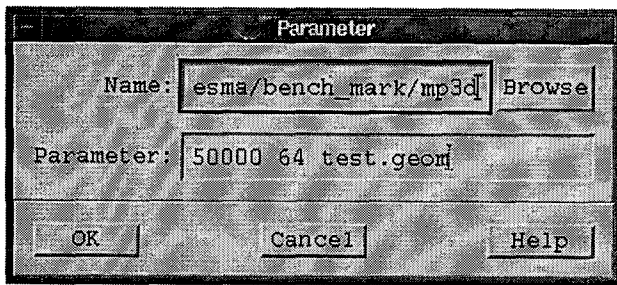 Parameter
Name: esma/bench_mark/mp3d Browse
Parameter: 50000 64 test.geom
OK Cancel Help